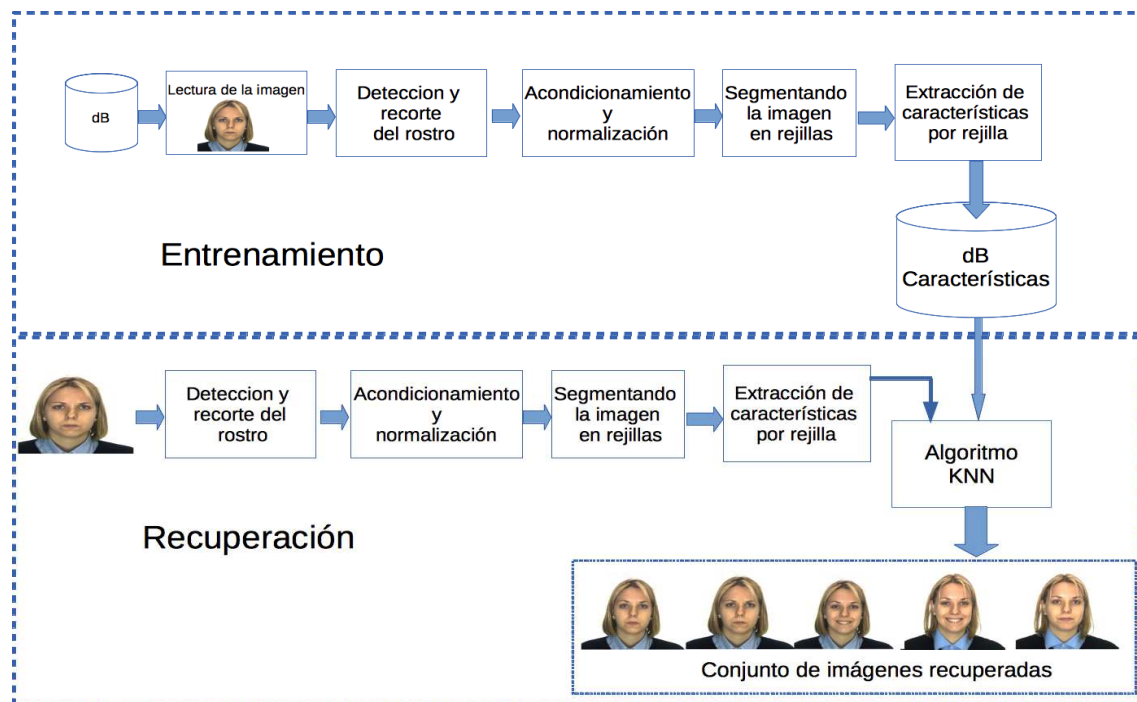 dB
Lectura de la imagen
Deteccion y
recorte
del rostro
Acondicionamiento
y
normalización
Segmentando
la imagen
en rejillas
Extracción de
características
por rejilla
dB
Características
Entrenamiento
Deteccion y
recorte del
rostro
Acondicionamiento
y
normalización
Segmentando
la imagen
en rejillas
Extracción de
características
por rejilla
Algoritmo
KNN
Recuperación
Conjunto de imágenes recuperadas